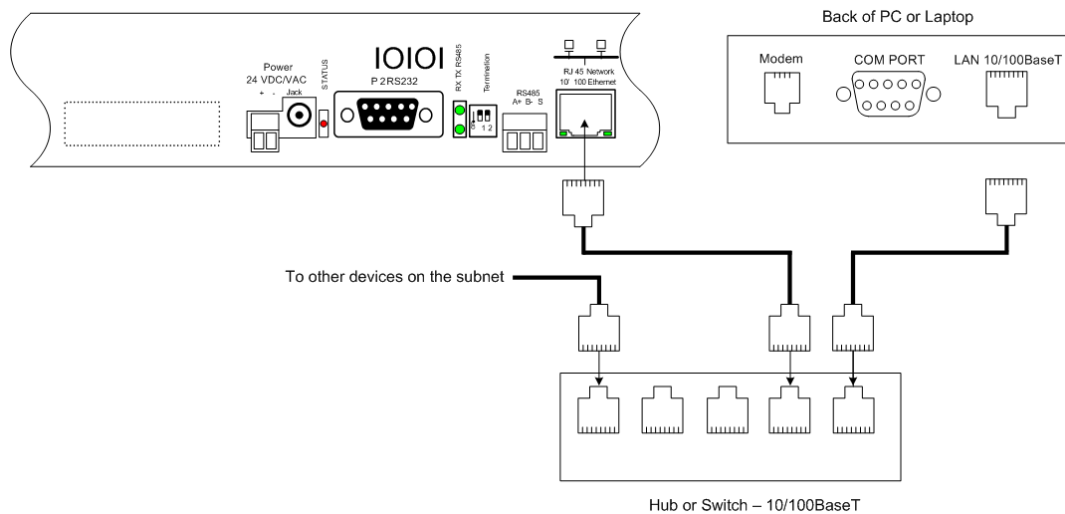 Back of PC or Laptop
Modem
COM PORT
LAN 10/100BaseT
Power
24 VDC/VAC
+ - Jack
STATUS
IOIOI
P 2RS232
RX TX RS485
Termination
ON
1 2
RS485
A+ B- S
RJ 45 Network
10' 100 Ethernet
To other devices on the subnet
Hub or Switch – 10/100BaseT